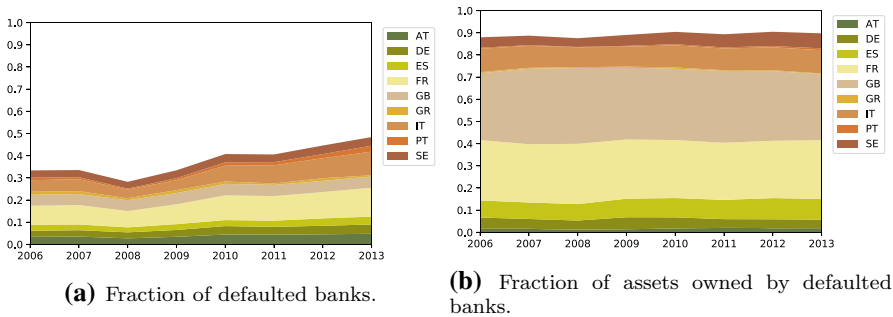 1.0
0.9
0.8
0.7
0.6
0.5
0.4
0.3
0.2
0.1
0.0
2006 2007 2008 2009 2010 2011 2012 2013
AT
DE
ES
FR
GB
GR
IT
PT
SE
(a) Fraction of defaulted banks.
1.0
0.9
0.8
0.7
0.6
0.5
0.4
0.3
0.2
0.1
0.0
2006 2007 2008 2009 2010 2011 2012 2013
AT
DE
ES
FR
GB
GR
IT
PT
SE
(b) Fraction of assets owned by defaulted
banks.